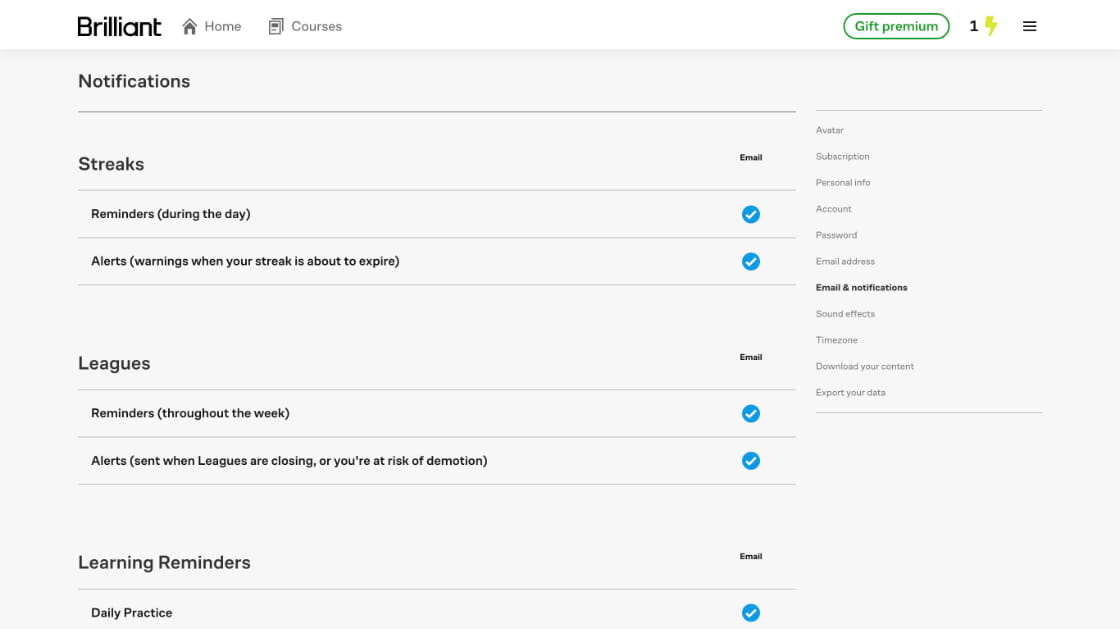 Brilliant Home Courses Gift premium 1
Notifications
Streaks Email
Reminders (during the day)
Alerts (warnings when your streak is about to expire)
Leagues Email
Reminders (throughout the week)
Alerts (sent when Leagues are closing, or you're at risk of demotion)
Learning Reminders Email
Daily Practice
Avatar
Subscription
Personal info
Account
Password
Email address
Email & notifications
Sound effects
Timezone
Download your content
Export your data